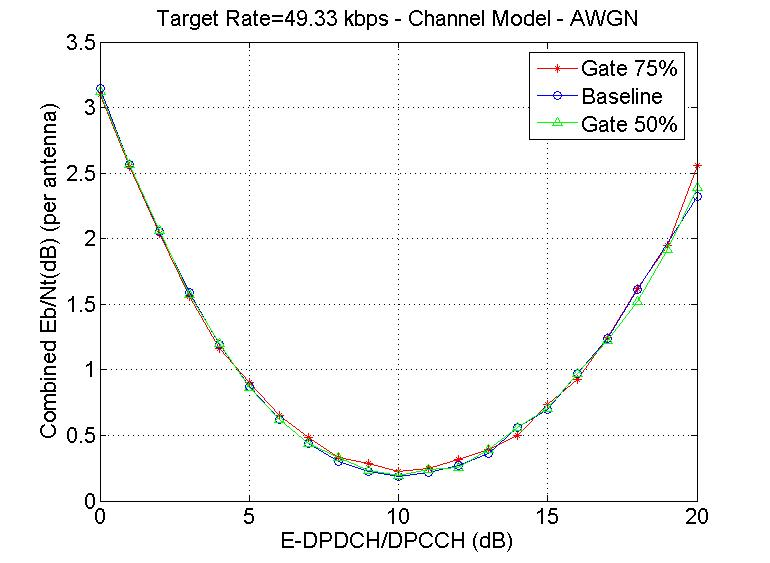 Target Rate=49.33 kbps - Channel Model - AWGN
Gate 75%
Baseline
Gate 50%
Combined Eb/Nt(dB) (per antenna)
3.5
3
2.5
2
1.5
1
0.5
0
0 5 10 15 20
E-DPDCH/DPCCH (dB)